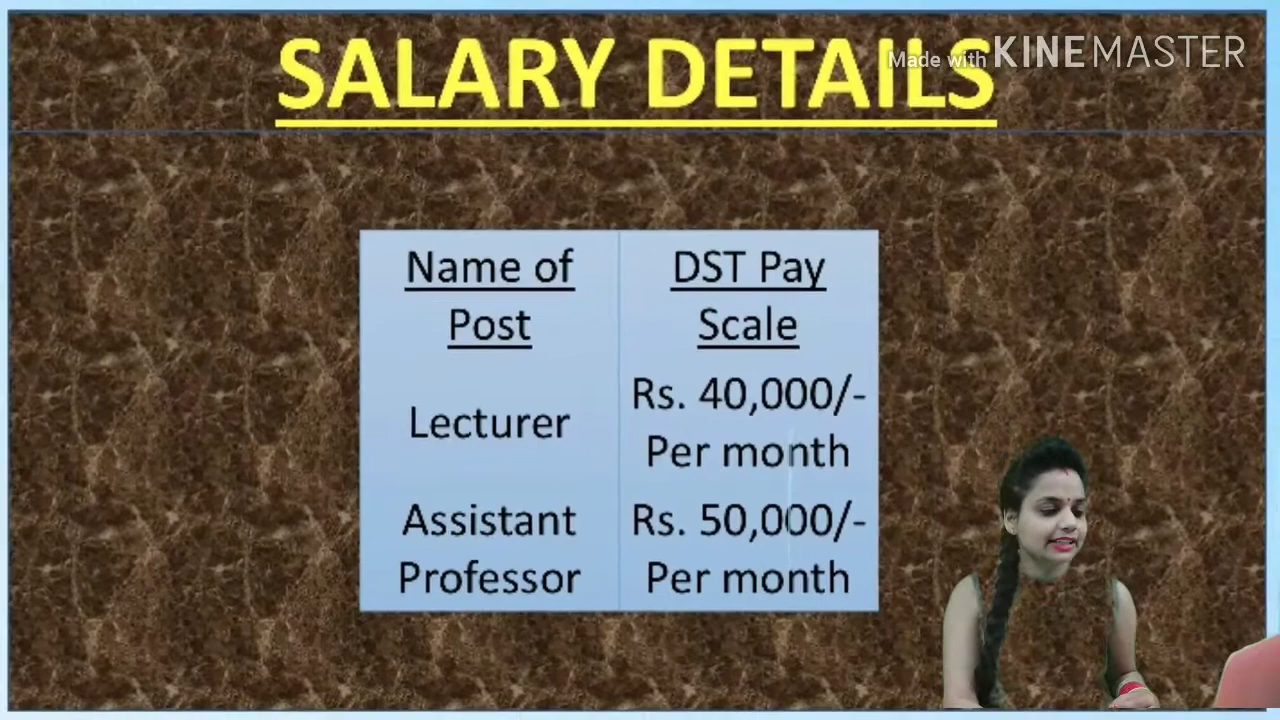 SALARY DETAILS
Made with KINEMASTER
Name of Post
DST Pay Scale
Lecturer
Rs. 40,000/- Per month
Assistant Professor
Rs. 50,000/- Per month